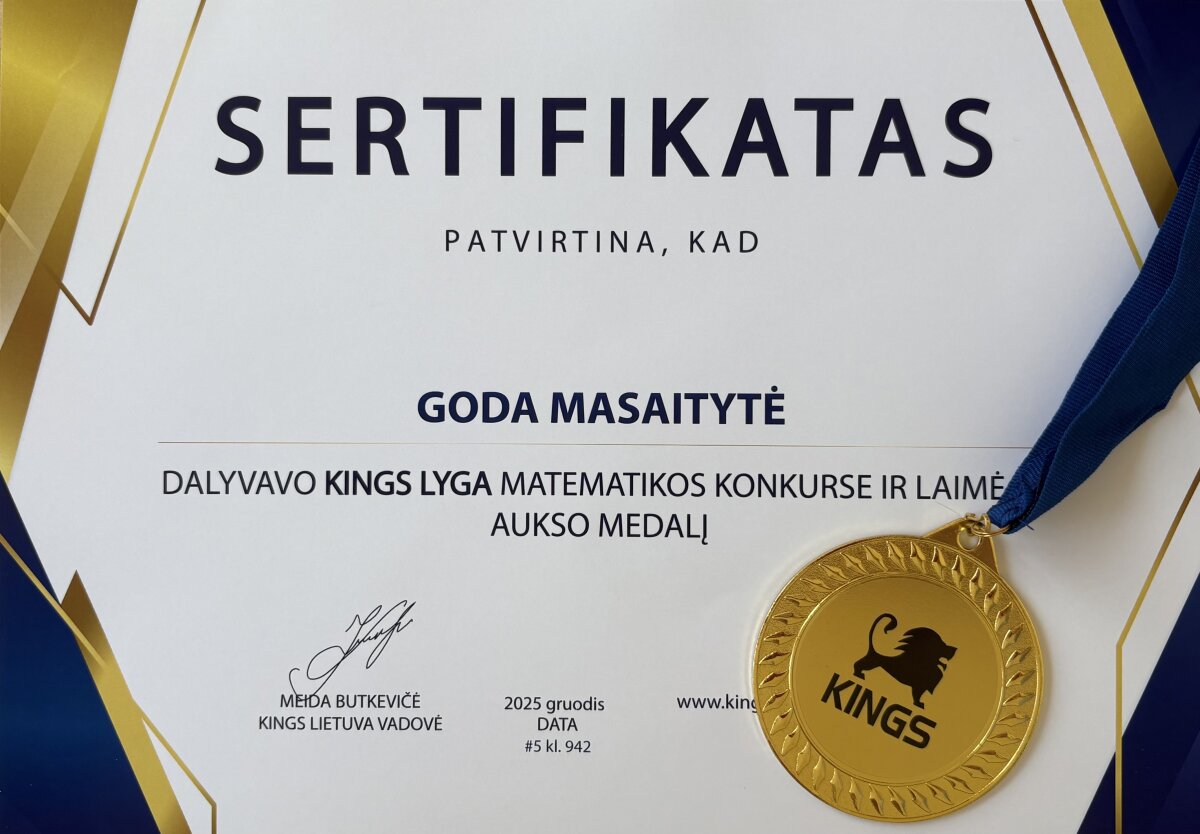 SERTIFIKATAS
PATVIRTINA, KAD
GODA MASAITYTĖ
DALYVAVO KINGS LYGA MATEMATIKOS KONKURSE IR LAIMĖ
AUKSO MEDALĮ
MEIDA BUTKEVIČĖ
KINGS LIETUVA VADOVĖ
2025 gruodis
DATA
#5 kl. 942
KINGS